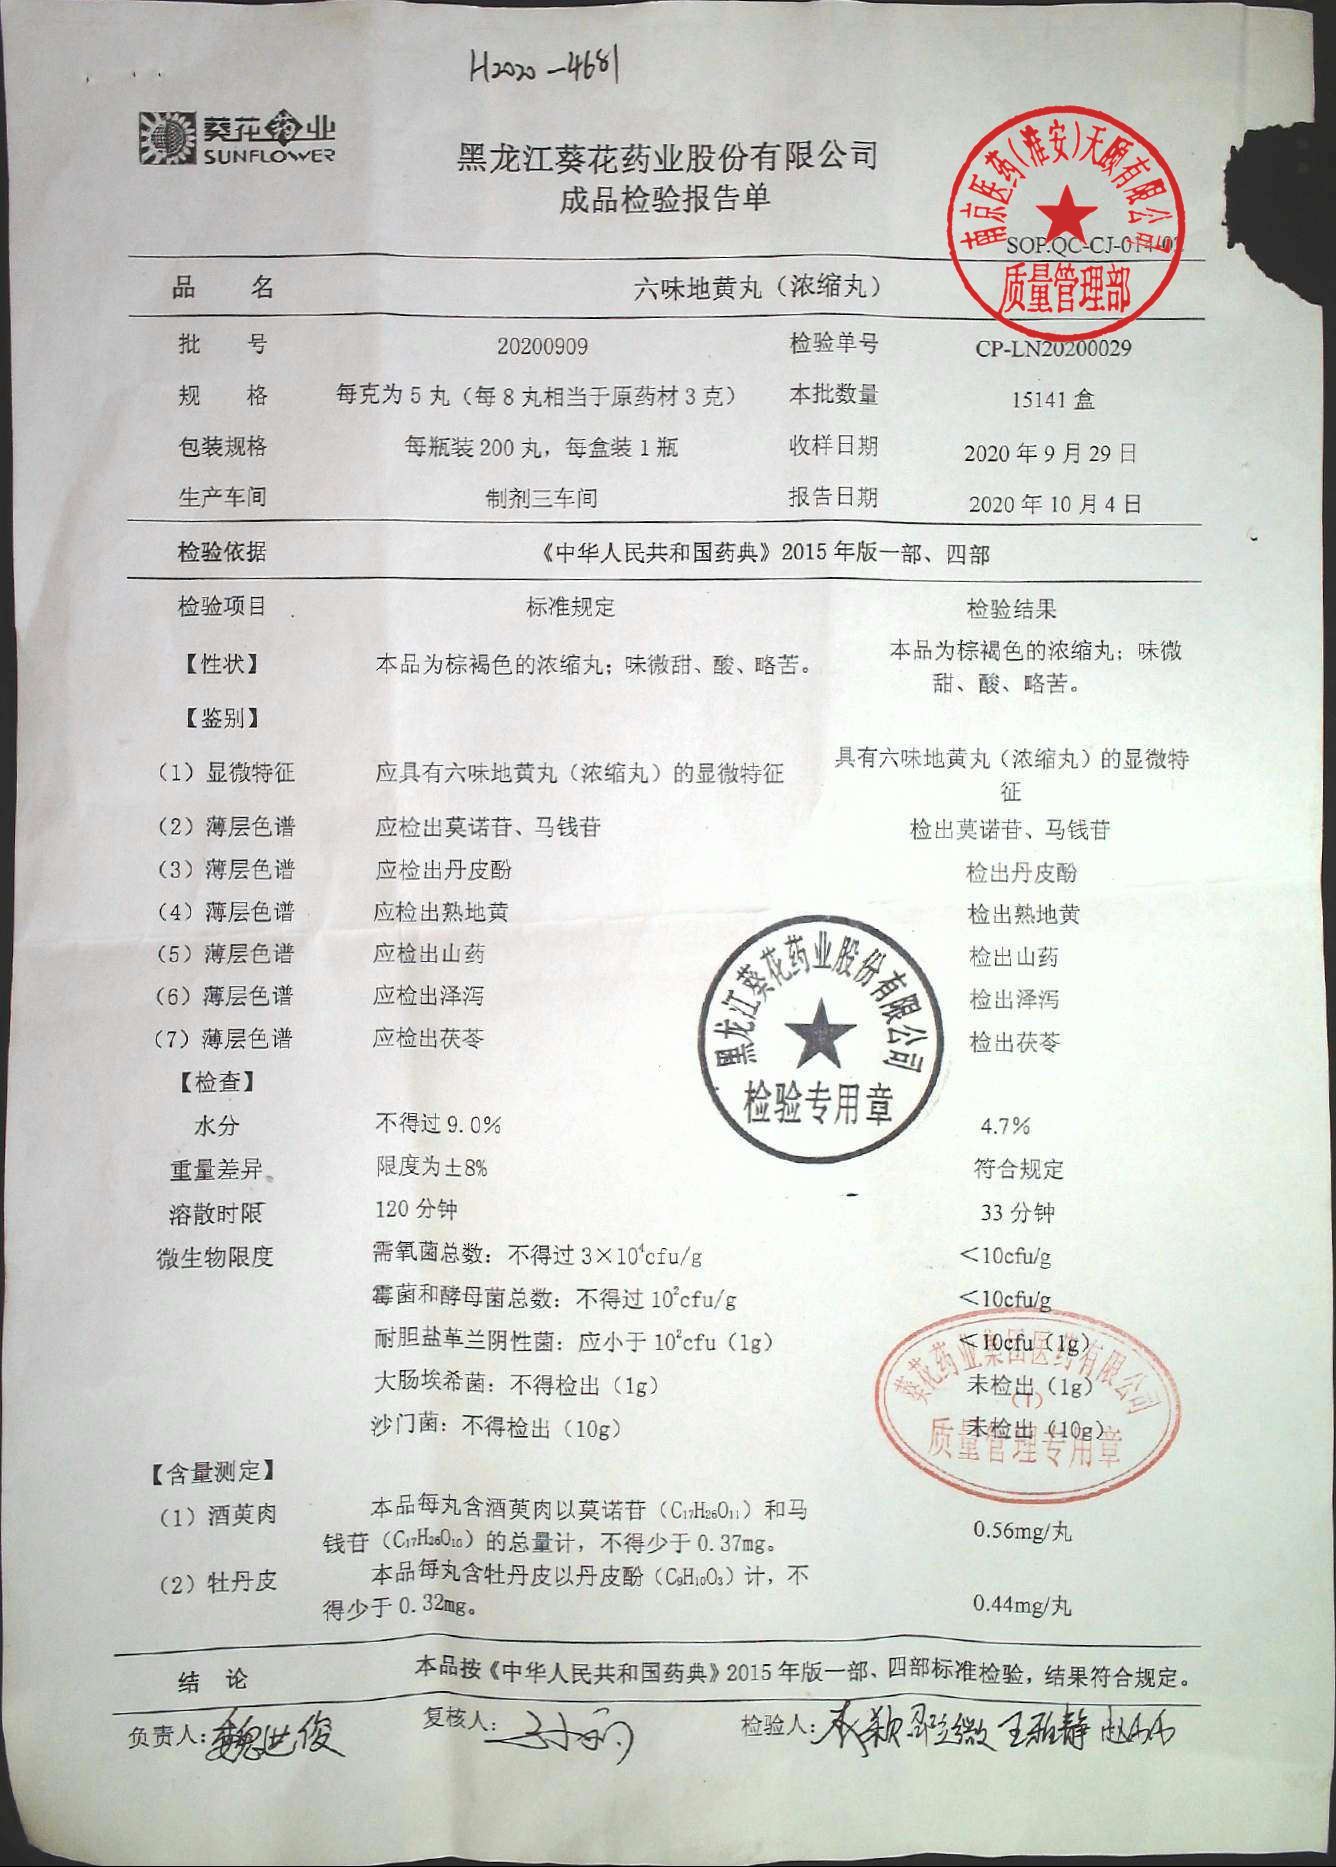 H2020-4681
葵花药业
SUNFLOWER
黑龙江葵花药业股份有限公司
成品检验报告单
南京医药(淮安)天颐有限公司
质量管理部
SOP.QC-CJ-014-02
品 名 六味地黄丸（浓缩丸）
批 号 20200909 检验单号 CP-LN20200029
规 格 每克为5丸（每8丸相当于原药材3克） 本批数量 15141盒
包装规格 每瓶装200丸，每盒装1瓶 收样日期 2020年9月29日
生产车间 制剂三车间 报告日期 2020年10月4日
检验依据 《中华人民共和国药典》2015年版一部、四部
检验项目 标准规定 检验结果
【性状】 本品为棕褐色的浓缩丸；味微甜、酸、略苦。 本品为棕褐色的浓缩丸；味微
甜、酸、略苦。
【鉴别】
（1）显微特征 应具有六味地黄丸（浓缩丸）的显微特征 具有六味地黄丸（浓缩丸）的显微特
征
（2）薄层色谱 应检出莫诺苷、马钱苷 检出莫诺苷、马钱苷
（3）薄层色谱 应检出丹皮酚 检出丹皮酚
（4）薄层色谱 应检出熟地黄 检出熟地黄
（5）薄层色谱 应检出山药 检出山药
（6）薄层色谱 应检出泽泻 检出泽泻
（7）薄层色谱 应检出茯苓 检出茯苓
黑龙江葵花药业股份有限公司
检验专用章
【检查】
水分 不得过9.0% 4.7%
重量差异 限度为±8% 符合规定
溶散时限 120分钟 33分钟
微生物限度 需氧菌总数：不得过3×10⁴cfu/g ＜10cfu/g
霉菌和酵母菌总数：不得过10²cfu/g ＜10cfu/g
耐胆盐革兰阴性菌：应小于10²cfu（1g） ＜10cfu（1g）
大肠埃希菌：不得检出（1g） 未检出（1g）
沙门菌：不得检出（10g） 未检出（10g）
葵花药业集团医药有限公司
（1）
质量管理专用章
【含量测定】
（1）酒萸肉 本品每丸含酒萸肉以莫诺苷（C₁₇H₂₆O₁₁）和马
钱苷（C₁₇H₂₆O₁₀）的总量计，不得少于0.37mg。 0.56mg/丸
（2）牡丹皮 本品每丸含牡丹皮以丹皮酚（C₉H₁₀O₃）计，不
得少于0.32mg。 0.44mg/丸
结 论 本品按《中华人民共和国药典》2015年版一部、四部标准检验，结果符合规定。
负责人：魏世俊 复核人： 检验人： 王雅静